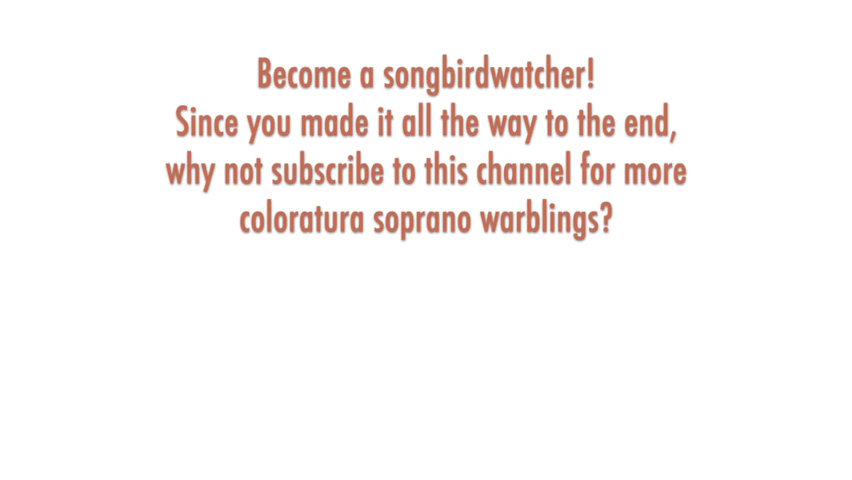 Become a songbirdwatcher!
Since you made it all the way to the end,
why not subscribe to this channel for more
coloratura soprano warblings?